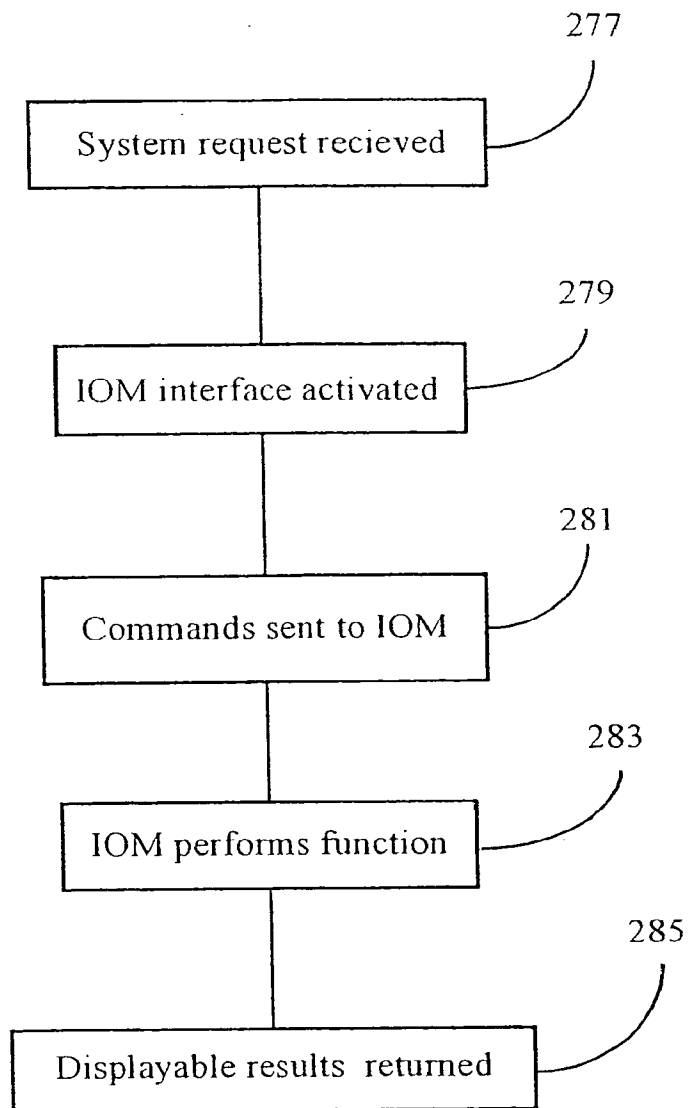 277
System request recieved
279
IOM interface activated
281
Commands sent to IOM
283
IOM performs function
285
Displayable results returned